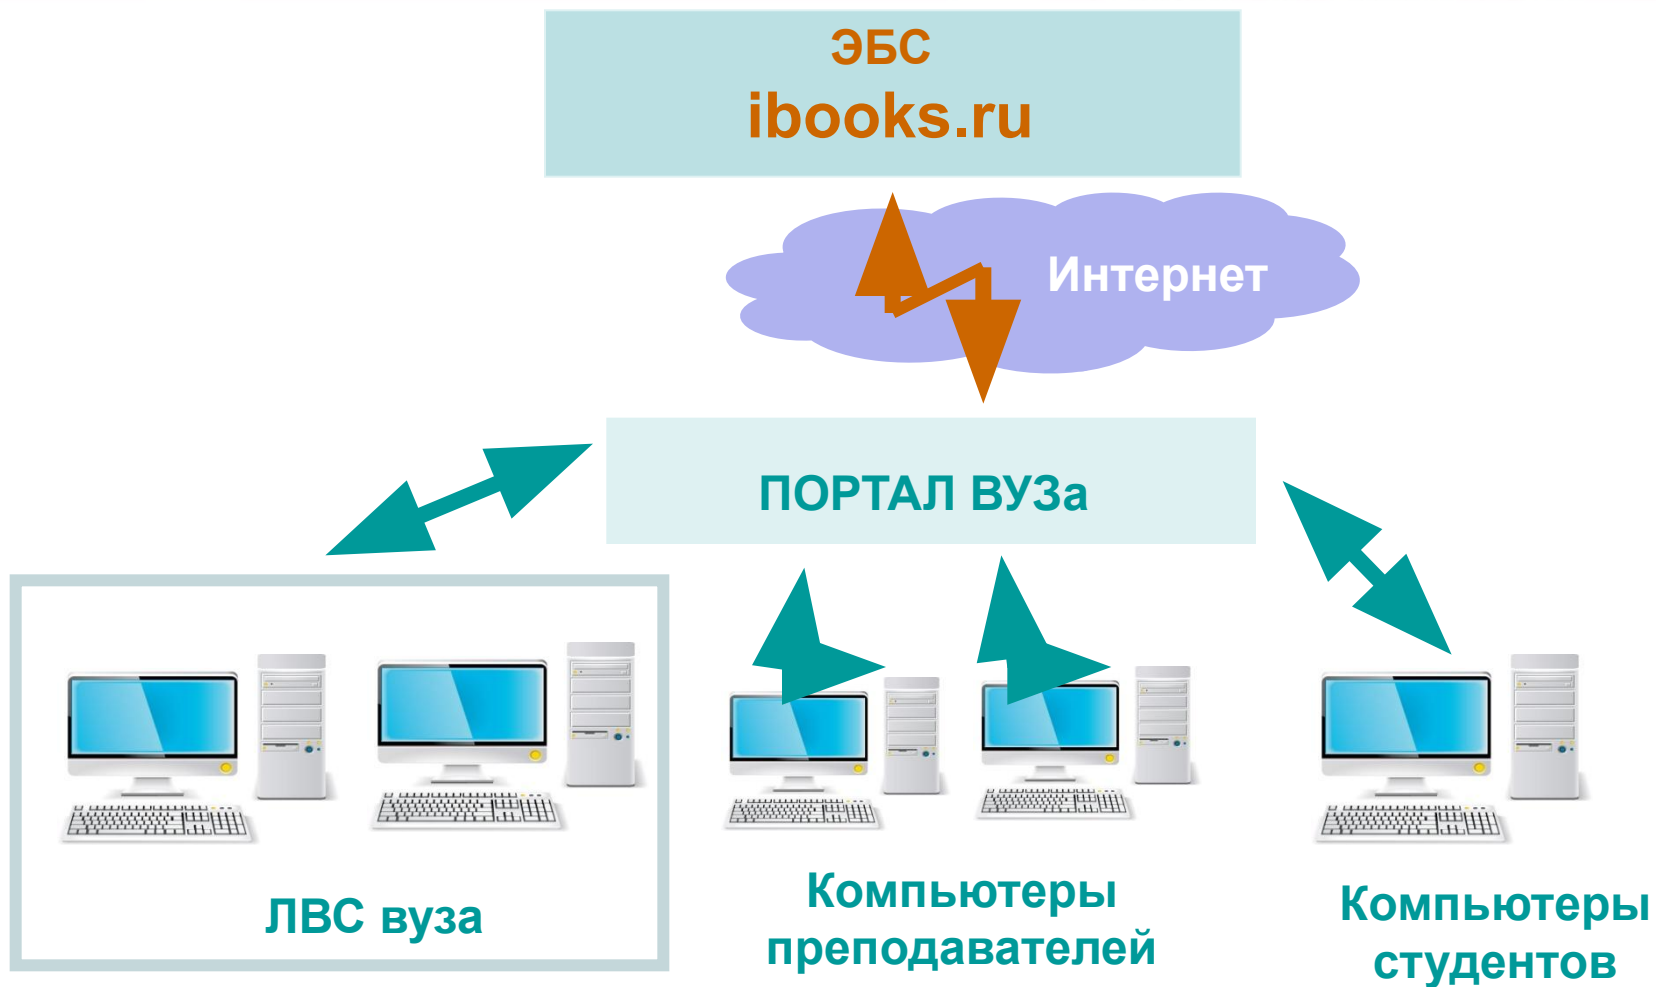 ЭБС
ibooks.ru
Интернет
ПОРТАЛ ВУЗа
ЛВС вуза
Компьютеры
преподавателей
Компьютеры
студентов